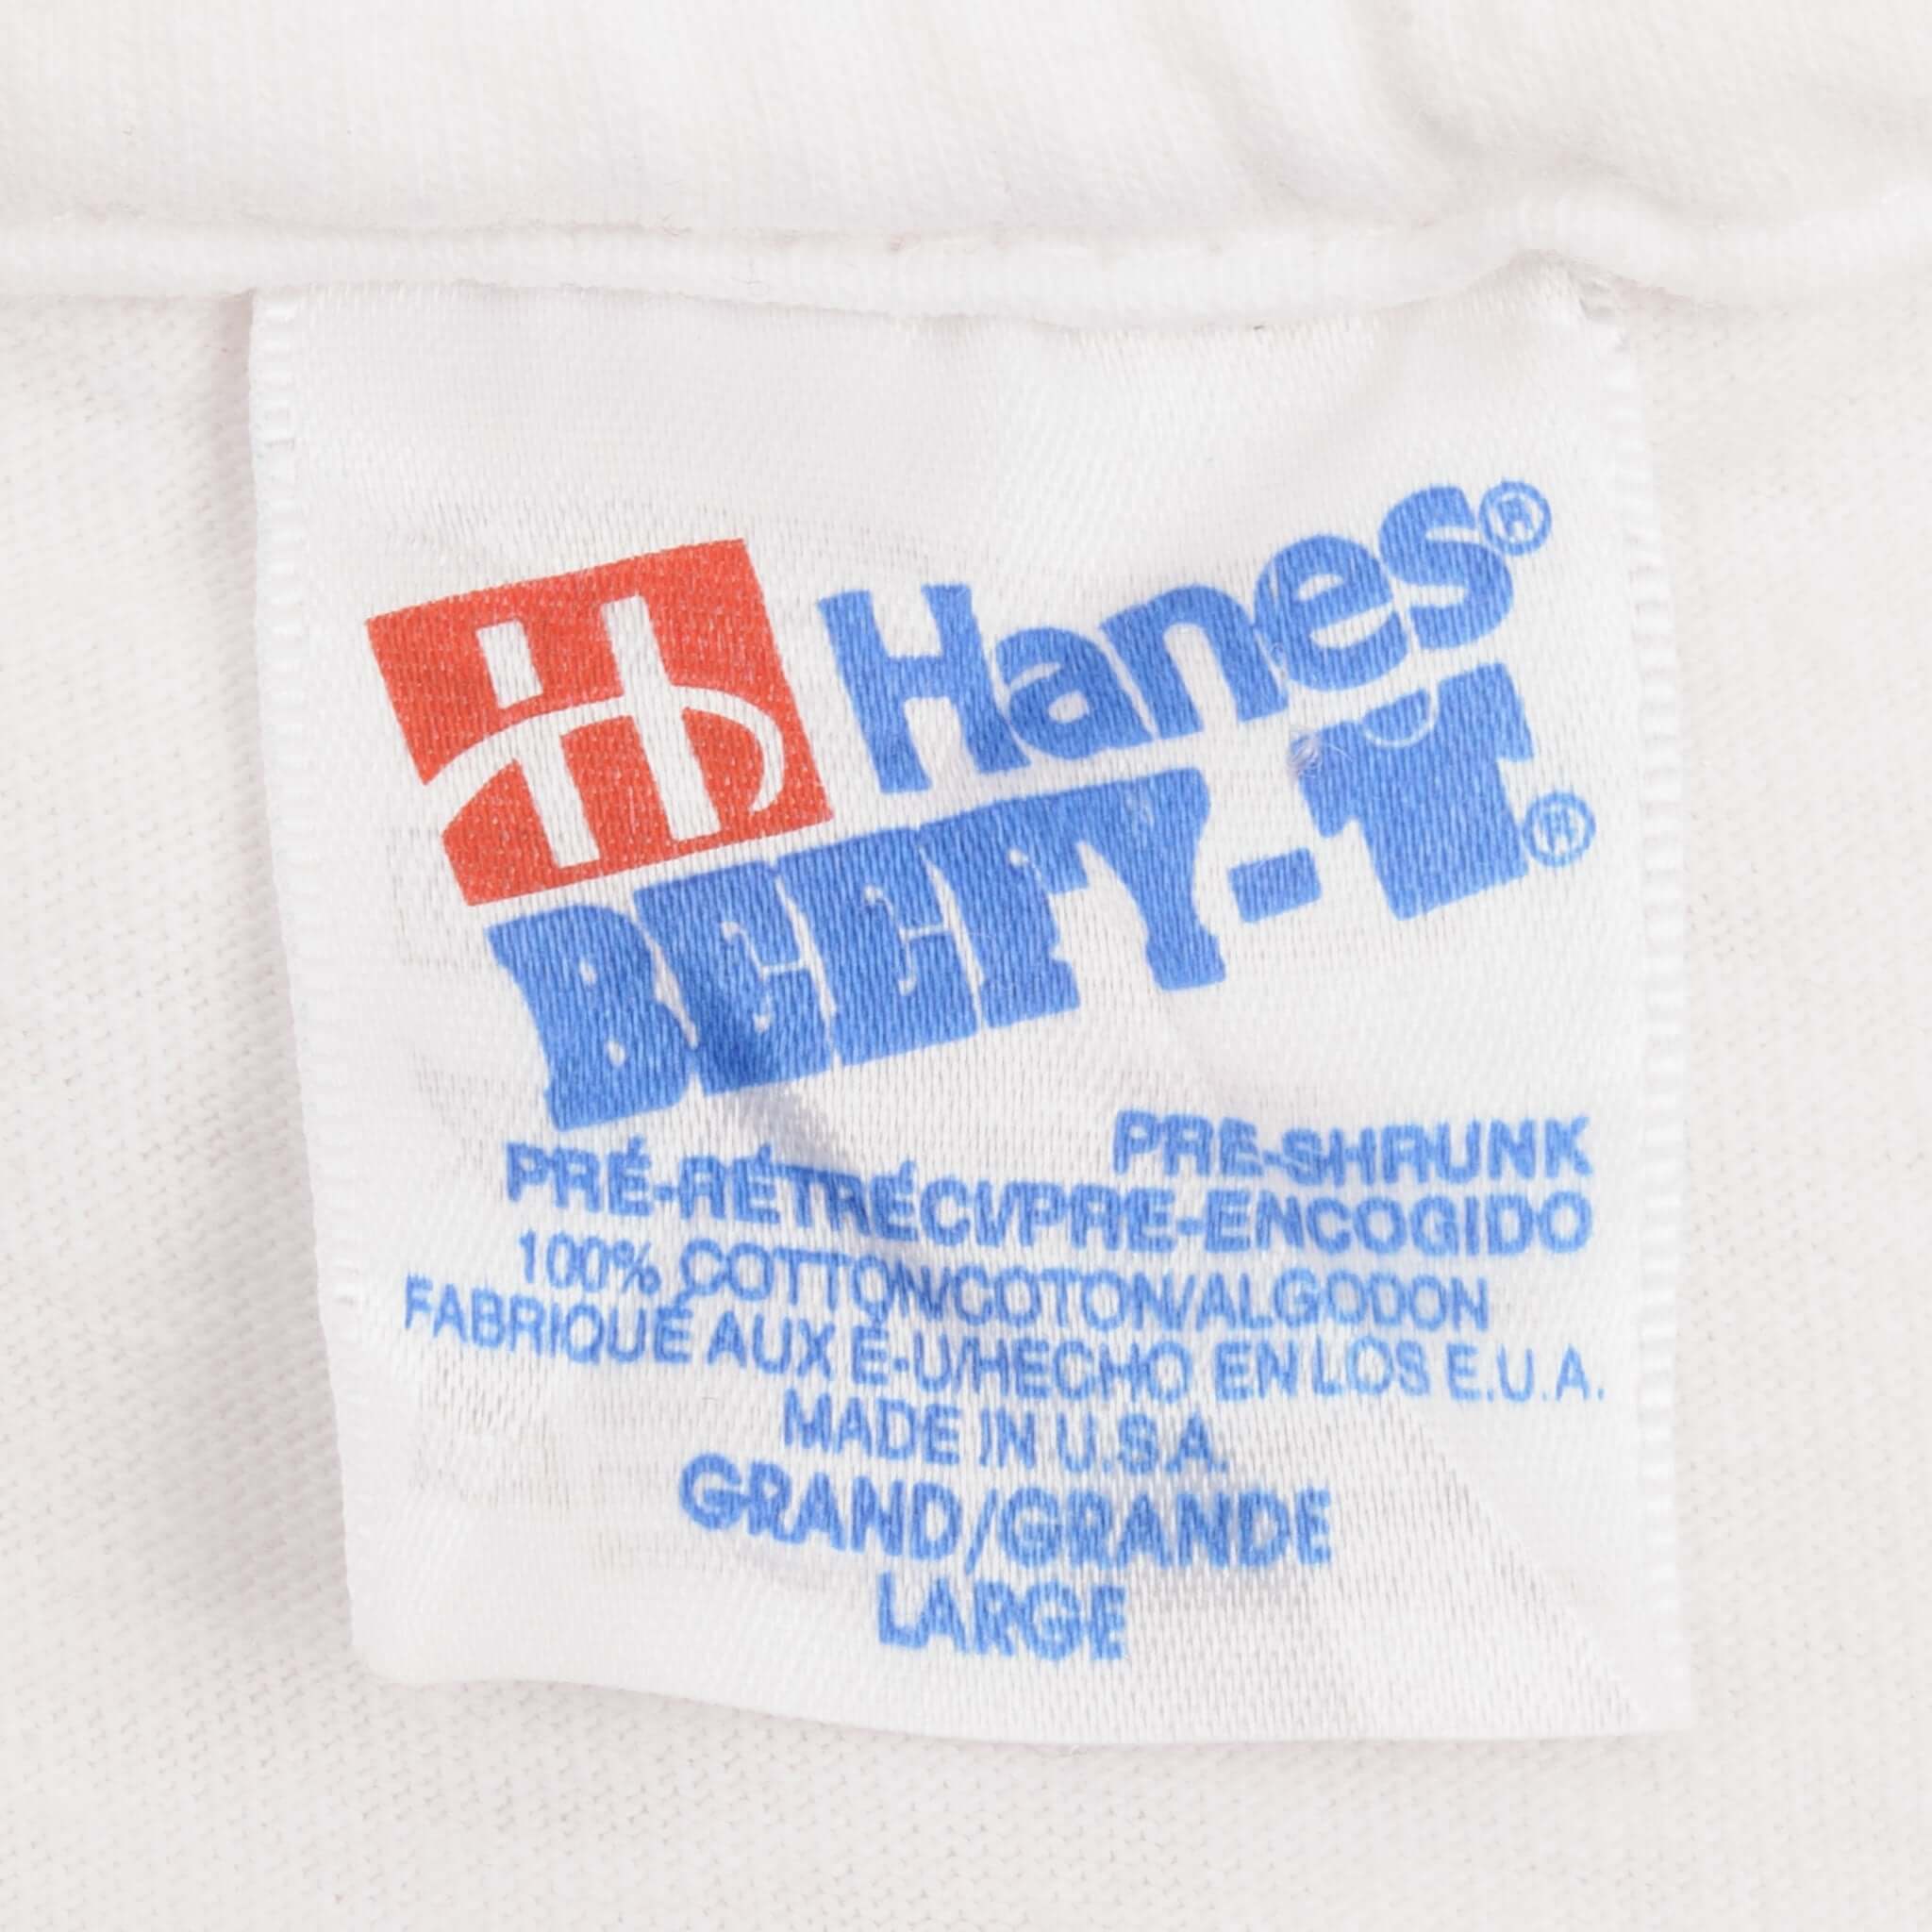 Hanes®
BEEFY-T®
PRE-SHRUNK
PRÉ-RÉTRÉCI/PRE-ENCOGIDO
100% COTTON/COTON/ALGODON
FABRIQUÉ AUX É-U/HECHO EN LOS E.U.A.
MADE IN U.S.A.
GRAND/GRANDE
LARGE